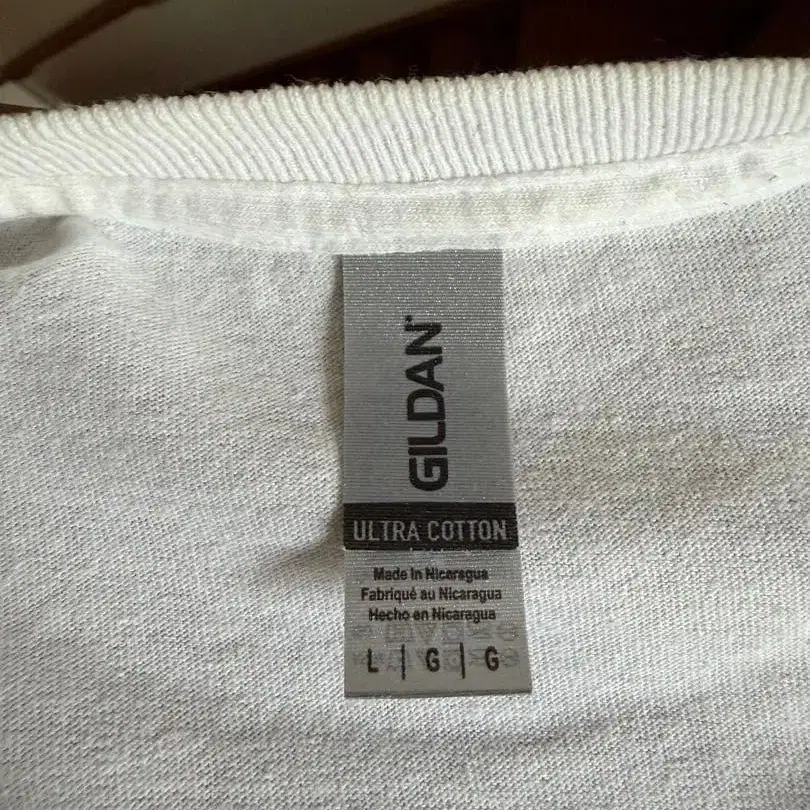 GILDAN
ULTRA COTTON
Made In Nicaragua
Fabriqué au Nicaragua
Hecho en Nicaragua
L | G | G